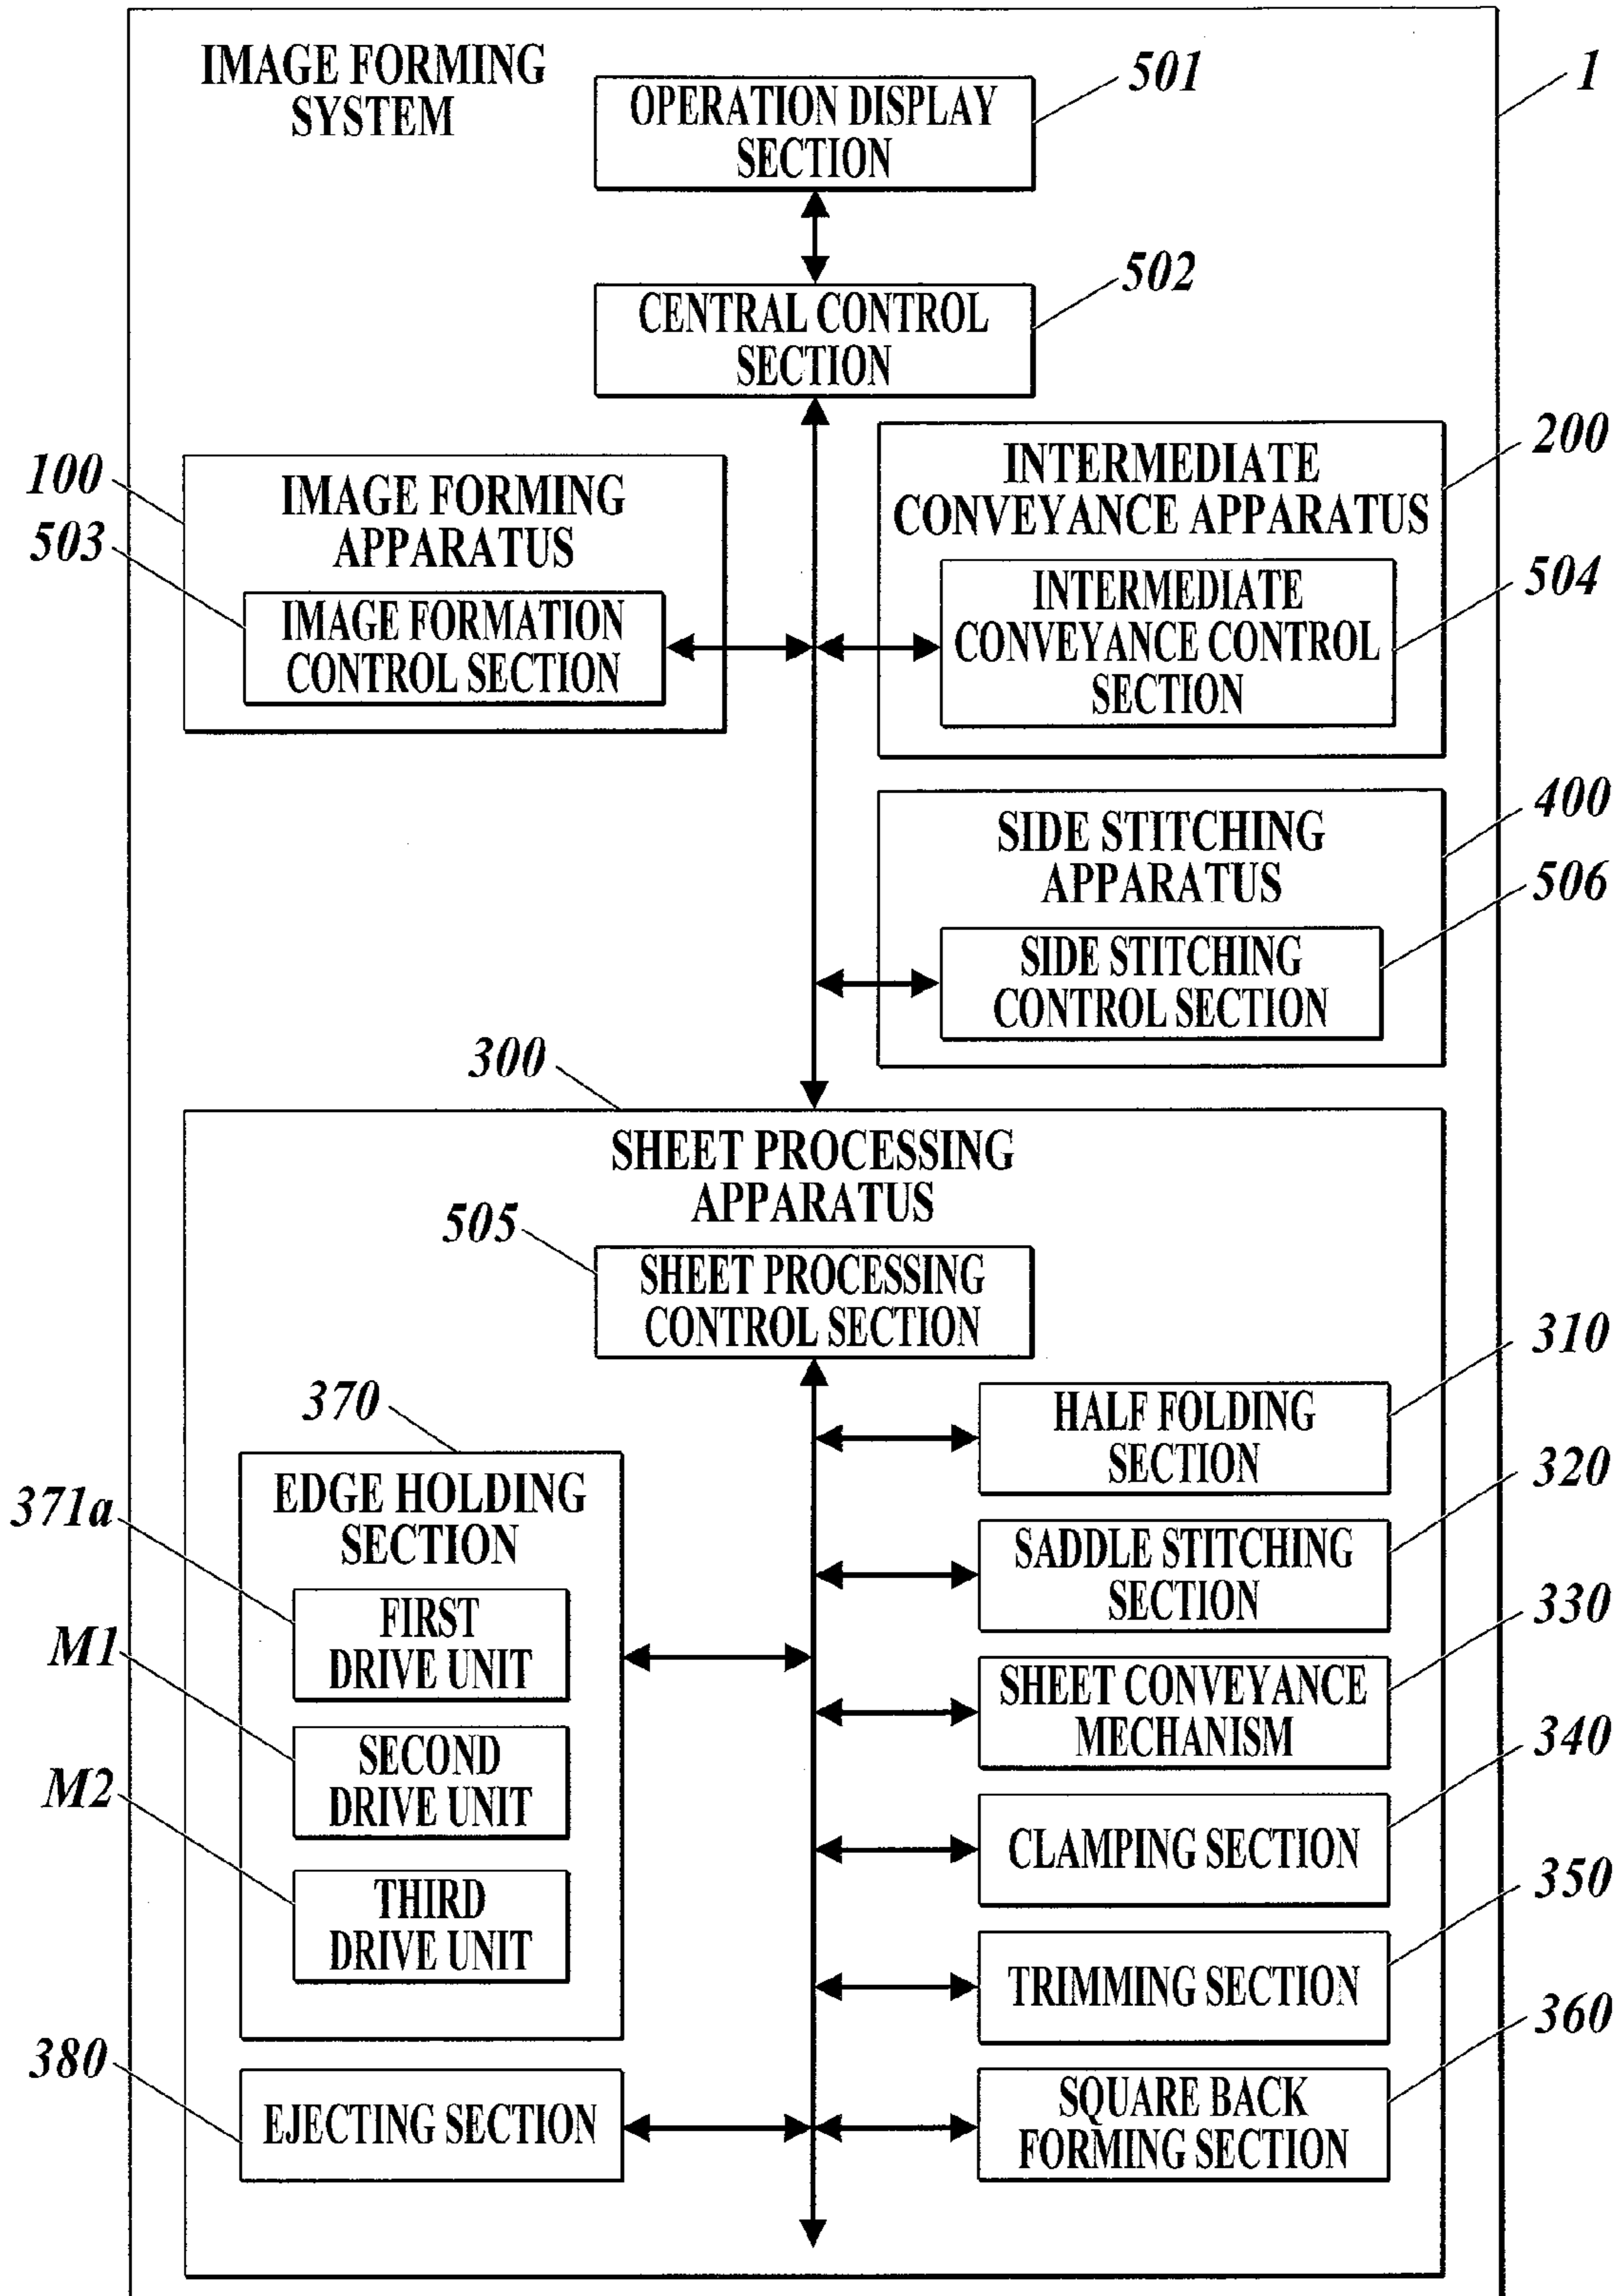 IMAGE FORMING
SYSTEM
1
501
OPERATION DISPLAY
SECTION
502
CENTRAL CONTROL
SECTION
100
IMAGE FORMING
APPARATUS
503
IMAGE FORMATION
CONTROL SECTION
200
INTERMEDIATE
CONVEYANCE APPARATUS
504
INTERMEDIATE
CONVEYANCE CONTROL
SECTION
400
SIDE STITCHING
APPARATUS
506
SIDE STITCHING
CONTROL SECTION
300
SHEET PROCESSING
APPARATUS
505
SHEET PROCESSING
CONTROL SECTION
370
EDGE HOLDING
SECTION
371a
FIRST
DRIVE UNIT
M1
SECOND
DRIVE UNIT
M2
THIRD
DRIVE UNIT
380
EJECTING SECTION
310
HALF FOLDING
SECTION
320
SADDLE STITCHING
SECTION
330
SHEET CONVEYANCE
MECHANISM
340
CLAMPING SECTION
350
TRIMMING SECTION
360
SQUARE BACK
FORMING SECTION